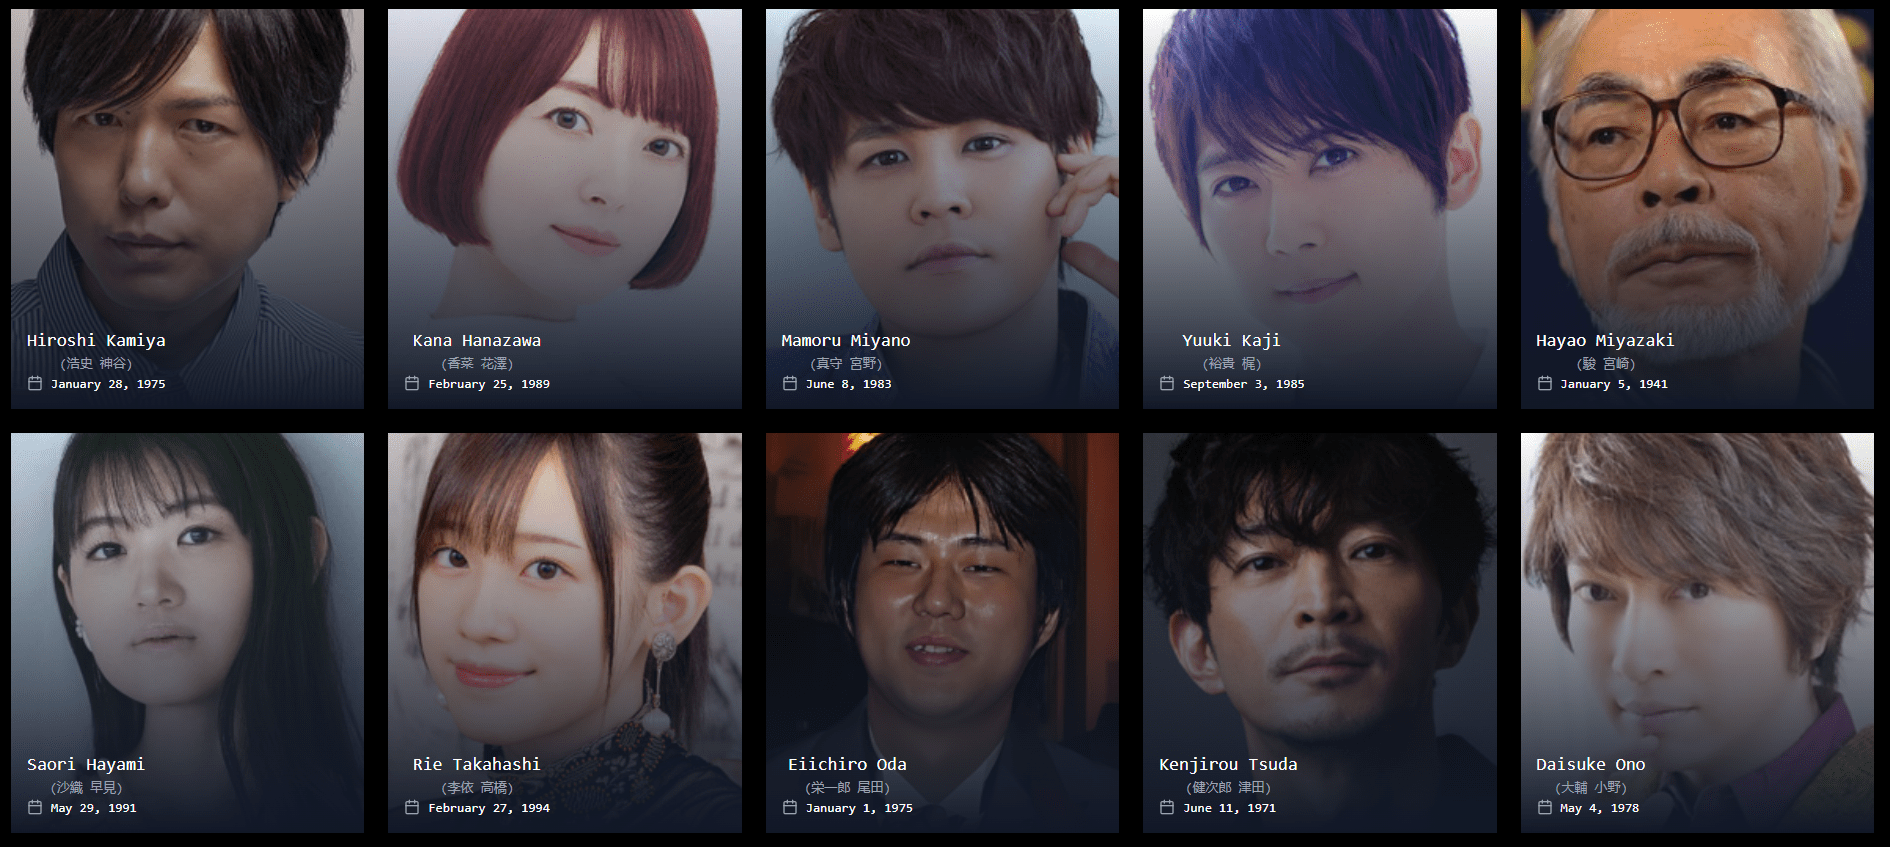 Hiroshi Kamiya
(浩史 神谷)
January 28, 1975
Kana Hanazawa
(香菜 花澤)
February 25, 1989
Mamoru Miyano
(真守 宮野)
June 8, 1983
Yuuki Kaji
(裕貴 梶)
September 3, 1985
Hayao Miyazaki
(駿 宮崎)
January 5, 1941
Saori Hayami
(沙織 早見)
May 29, 1991
Rie Takahashi
(李依 高橋)
February 27, 1994
Eiichiro Oda
(栄一郎 尾田)
January 1, 1975
Kenjirou Tsuda
(健次郎 津田)
June 11, 1971
Daisuke Ono
(大輔 小野)
May 4, 1978